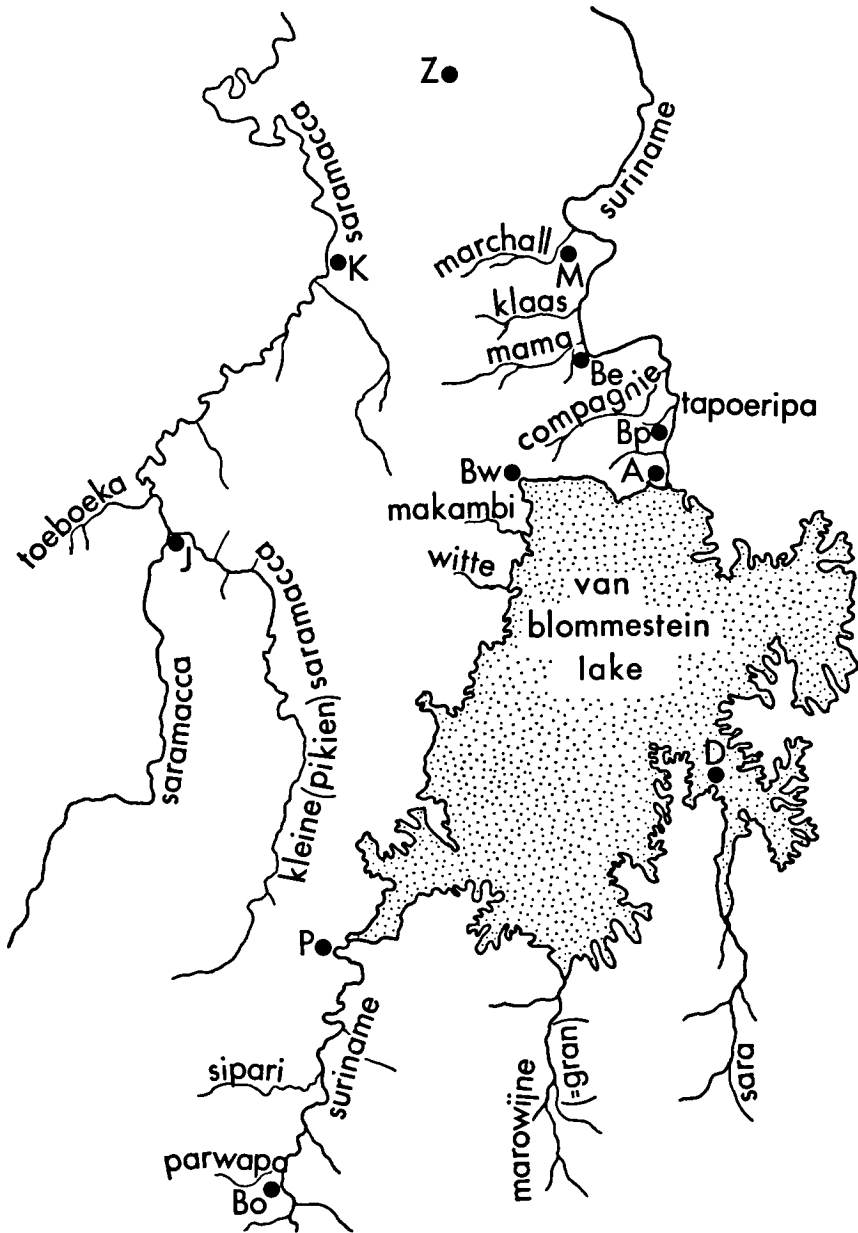 Z
saramacca
suriname
marchall
M
K
klaas
mama
Be
compagnie
tapoeripa
Bp
Bw
A
makambi
toeboeka
J
saramacca
witte
van
blommestein
lake
saramacca
kleine (pikien)
D
P
suriname
sipari
marowijne
(=gran)
sara
parwapa
Bo